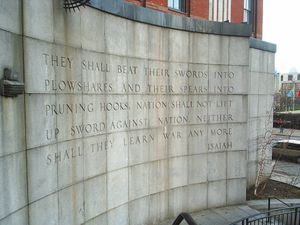 THEY SHALL BEAT THEIR SWORDS INTO
PLOWSHARES AND THEIR SPEARS INTO
PRUNING HOOKS. NATION SHALL NOT LIFT
UP SWORD AGAINST NATION. NEITHER
SHALL THEY LEARN WAR ANY MORE
ISAIAH